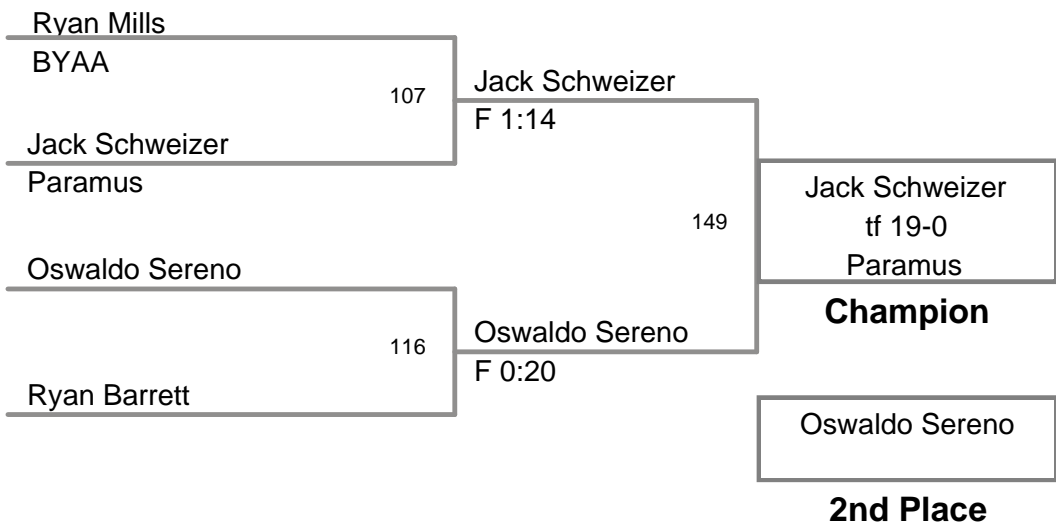 Ryan Mills
BYAA
107
Jack Schweizer
F 1:14
Jack Schweizer
Paramus
149
Jack Schweizer
tf 19-0
Paramus
Champion
Oswaldo Sereno
116
Oswaldo Sereno
F 0:20
Ryan Barrett
Oswaldo Sereno
2nd Place